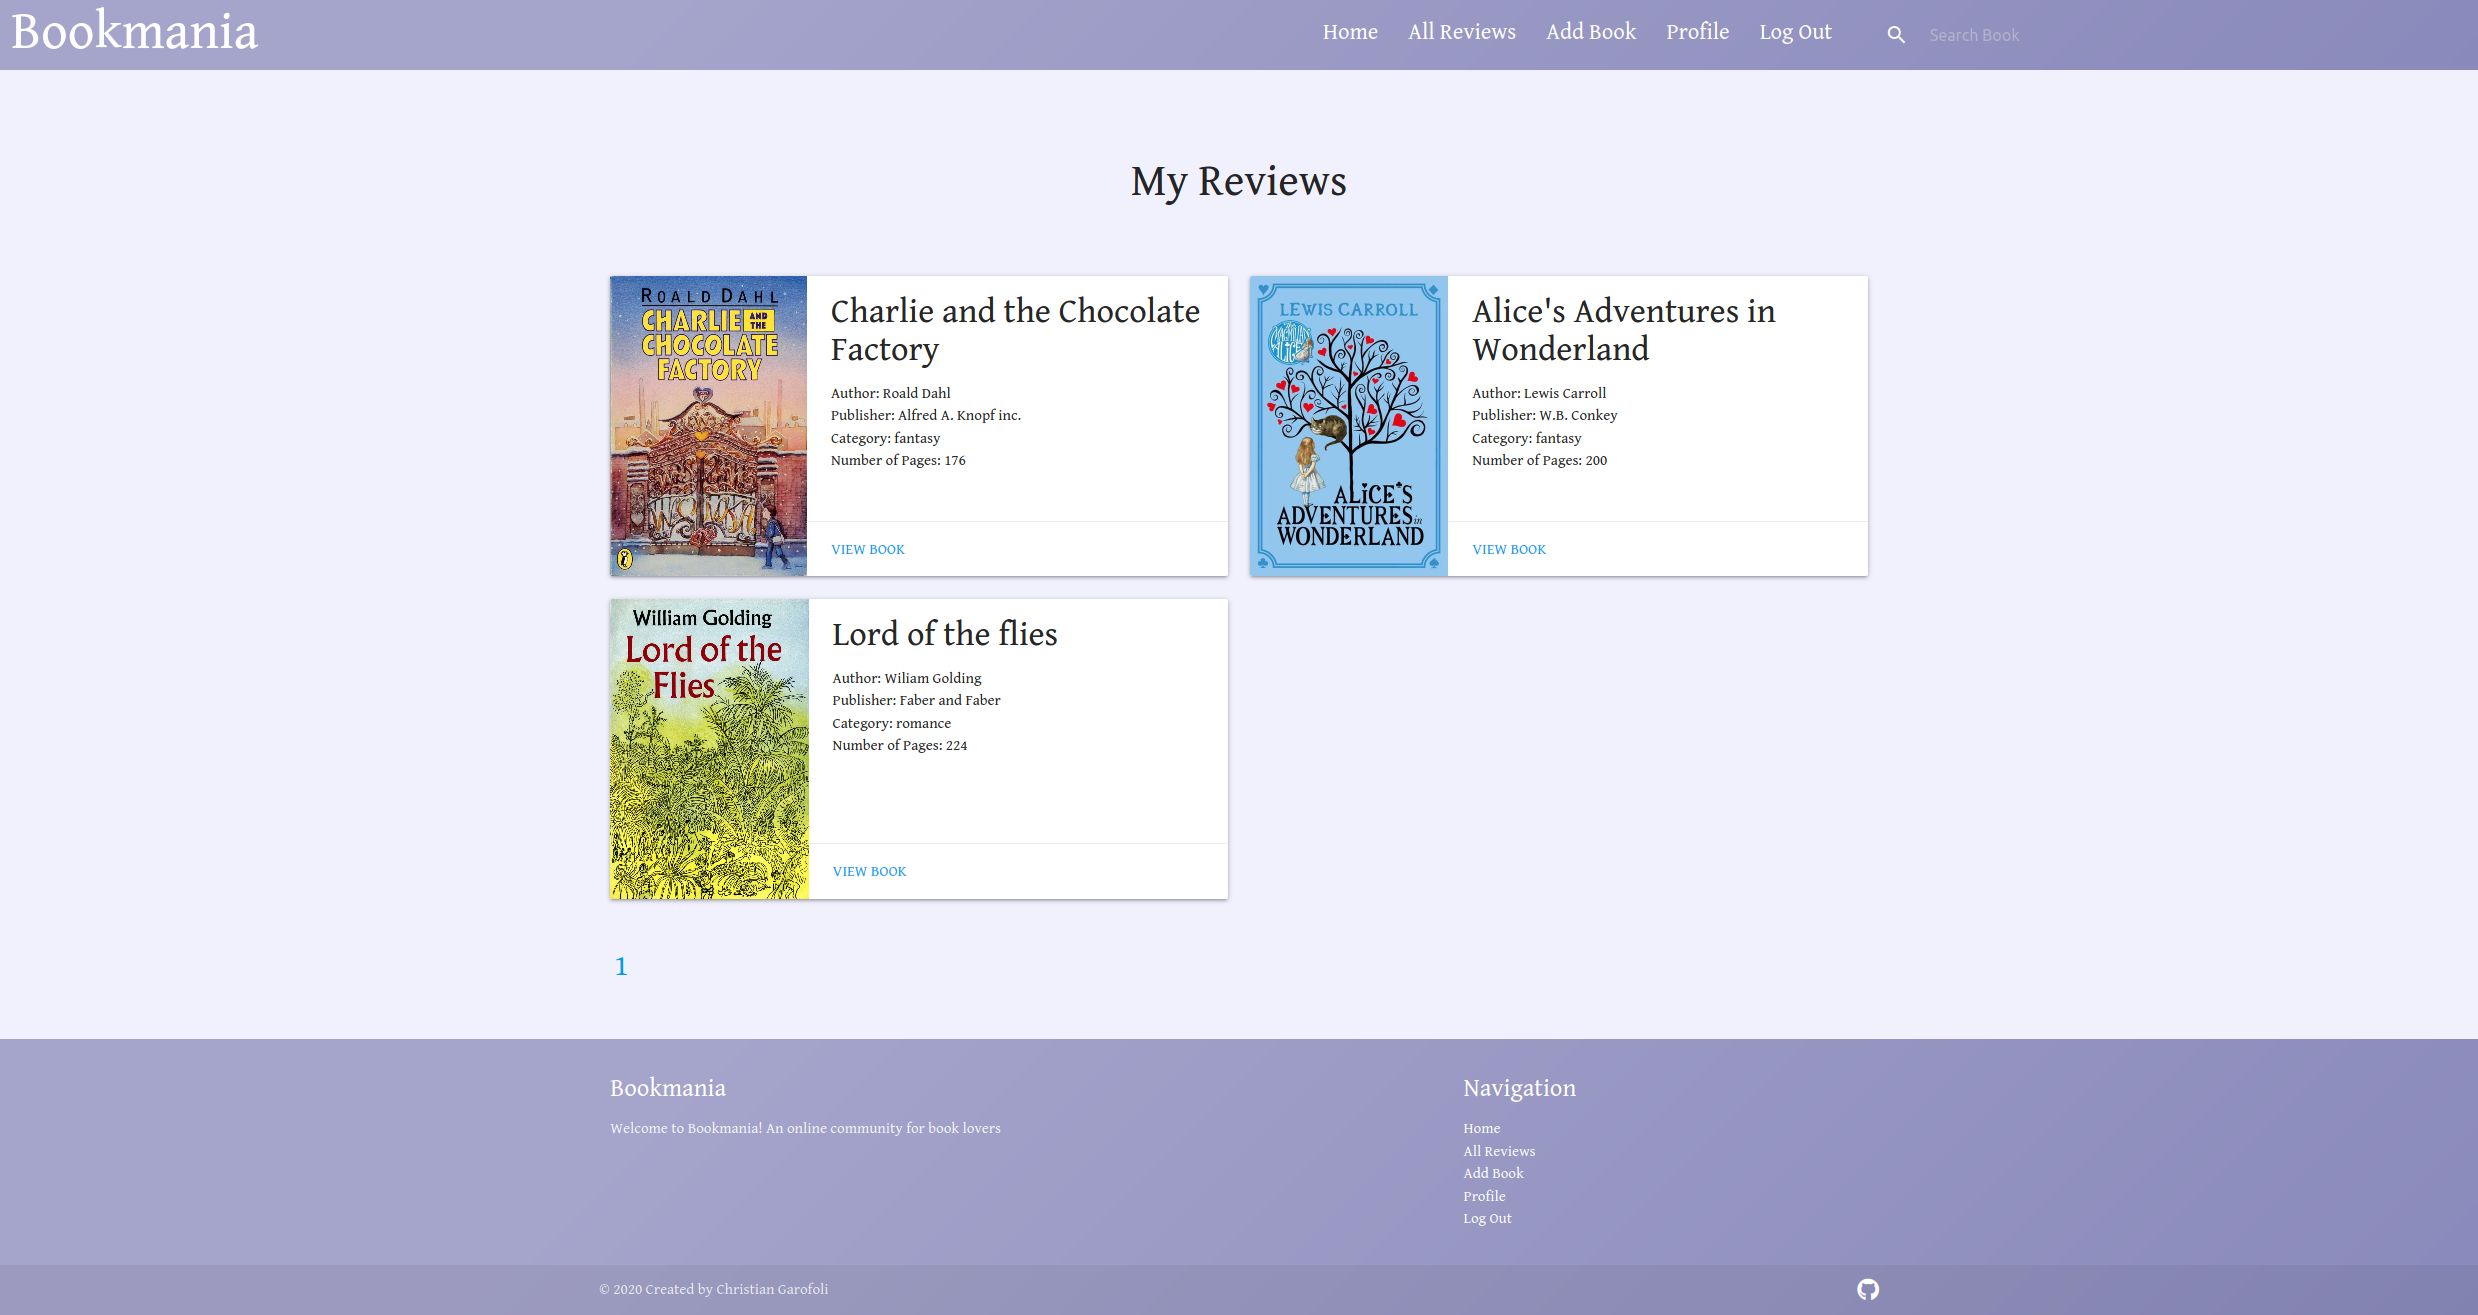 Bookmania
Home
All Reviews
Add Book
Profile
Log Out
Search Book
My Reviews
ROALD DAHL
CHARLIE AND THE
CHOCOLATE
FACTORY
WONKA
Charlie and the Chocolate
Factory
Author: Roald Dahl
Publisher: Alfred A. Knopf inc.
Category: fantasy
Number of Pages: 176
VIEW BOOK
LEWIS CARROLL
ALICE'S
ADVENTURES in
WONDERLAND
Alice's Adventures in
Wonderland
Author: Lewis Carroll
Publisher: W.B. Conkey
Category: fantasy
Number of Pages: 200
VIEW BOOK
William Golding
Lord of the
Flies
Lord of the flies
Author: Wiliam Golding
Publisher: Faber and Faber
Category: romance
Number of Pages: 224
VIEW BOOK
1
Bookmania
Welcome to Bookmania! An online community for book lovers
Navigation
Home
All Reviews
Add Book
Profile
Log Out
© 2020 Created by Christian Garofoli